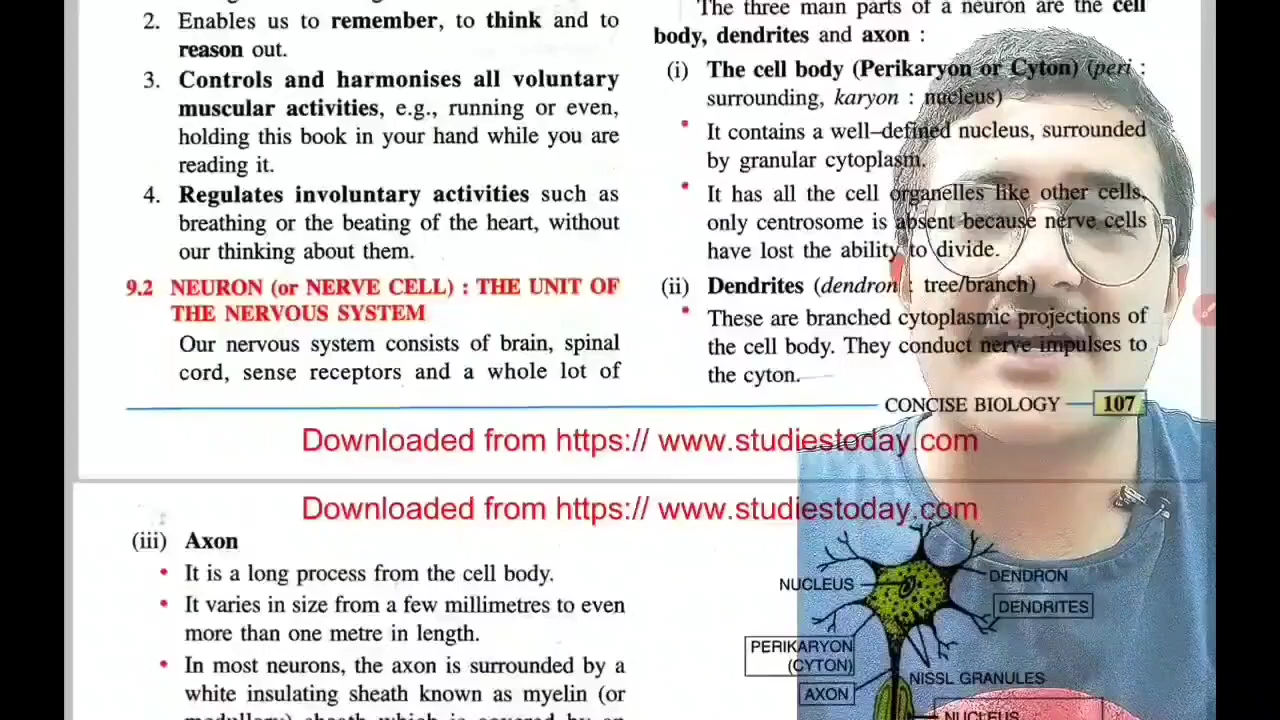 2. Enables us to remember, to think and to
reason out.
3. Controls and harmonises all voluntary
muscular activities, e.g., running or even,
holding this book in your hand while you are
reading it.
4. Regulates involuntary activities such as
breathing or the beating of the heart, without
our thinking about them.
9.2 NEURON (or NERVE CELL) : THE UNIT OF
THE NERVOUS SYSTEM
Our nervous system consists of brain, spinal
cord, sense receptors and a whole lot of
The three main parts of a neuron are the cell
body, dendrites and axon :
(i) The cell body (Perikaryon or Cyton) (peri :
surrounding, karyon : nucleus)
• It contains a well–defined nucleus, surrounded
by granular cytoplasm.
• It has all the cell organelles like other cells,
only centrosome is absent because nerve cells
have lost the ability to divide.
(ii) Dendrites (dendron : tree/branch)
• These are branched cytoplasmic projections of
the cell body. They conduct nerve impulses to
the cyton.
CONCISE BIOLOGY 107
Downloaded from https:// www.studiestoday.com
Downloaded from https:// www.studiestoday.com
(iii) Axon
• It is a long process from the cell body.
• It varies in size from a few millimetres to even
more than one metre in length.
• In most neurons, the axon is surrounded by a
white insulating sheath known as myelin (or
NUCLEUS
DENDRON
DENDRITES
PERIKARYON
(CYTON)
NISSL GRANULES
AXON
NUCLEUS